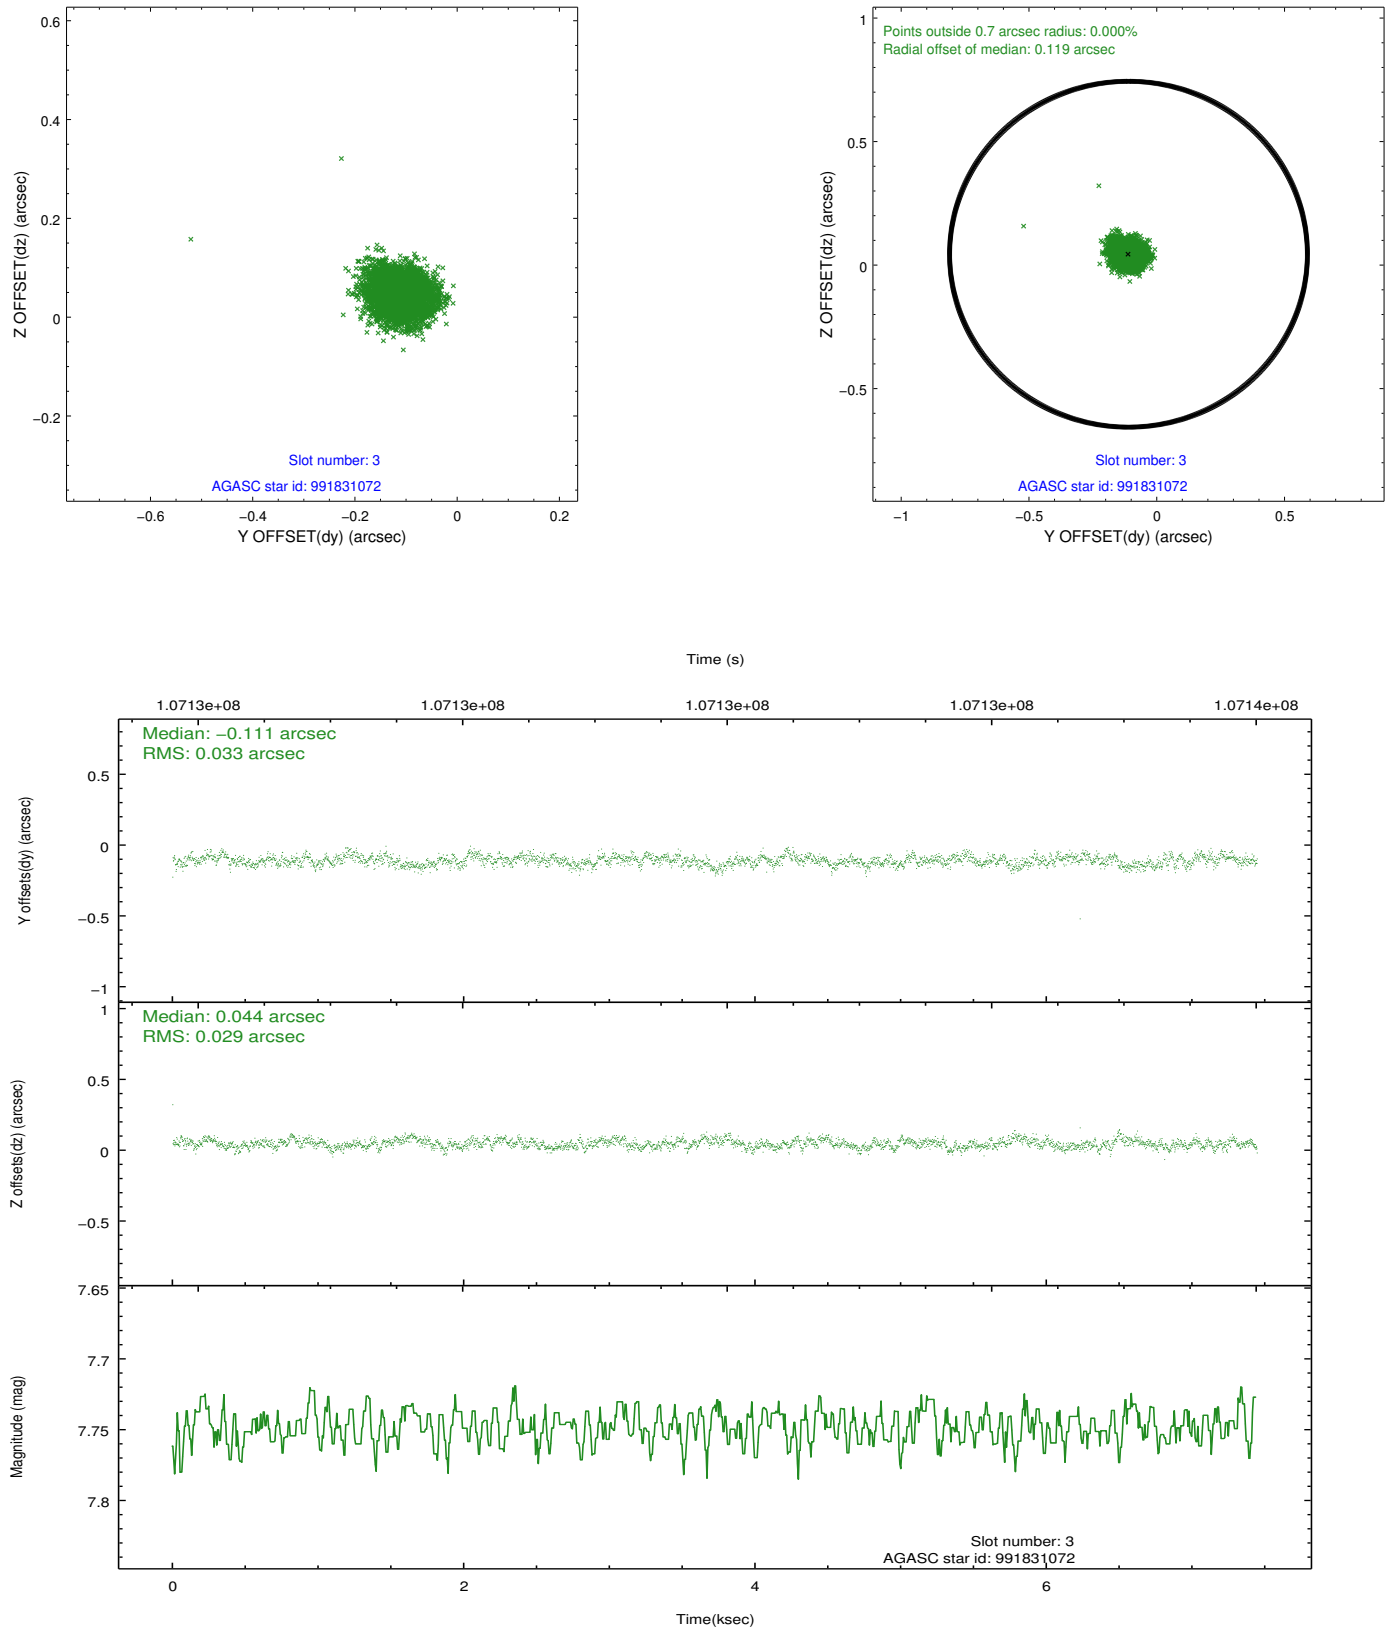 0.6
0.4
0.2
0
−0.2
−0.6
−0.4
−0.2
0
0.2
Z OFFSET(dz) (arcsec)
Y OFFSET(dy) (arcsec)
Slot number: 3
AGASC star id: 991831072
Points outside 0.7 arcsec radius: 0.000%
Radial offset of median: 0.119 arcsec
1
0.5
0
−0.5
−1
−0.5
0
0.5
Z OFFSET(dz) (arcsec)
Y OFFSET(dy) (arcsec)
Slot number: 3
AGASC star id: 991831072
Time (s)
1.0713e+08
1.0713e+08
1.0713e+08
1.0713e+08
1.0714e+08
Median: −0.111 arcsec
RMS: 0.033 arcsec
0.5
0
−0.5
−1
Y offsets(dy) (arcsec)
Median: 0.044 arcsec
RMS: 0.029 arcsec
1
0.5
0
−0.5
Z offsets(dz) (arcsec)
7.65
7.7
7.75
7.8
Magnitude (mag)
Slot number: 3
AGASC star id: 991831072
0
2
4
6
Time(ksec)